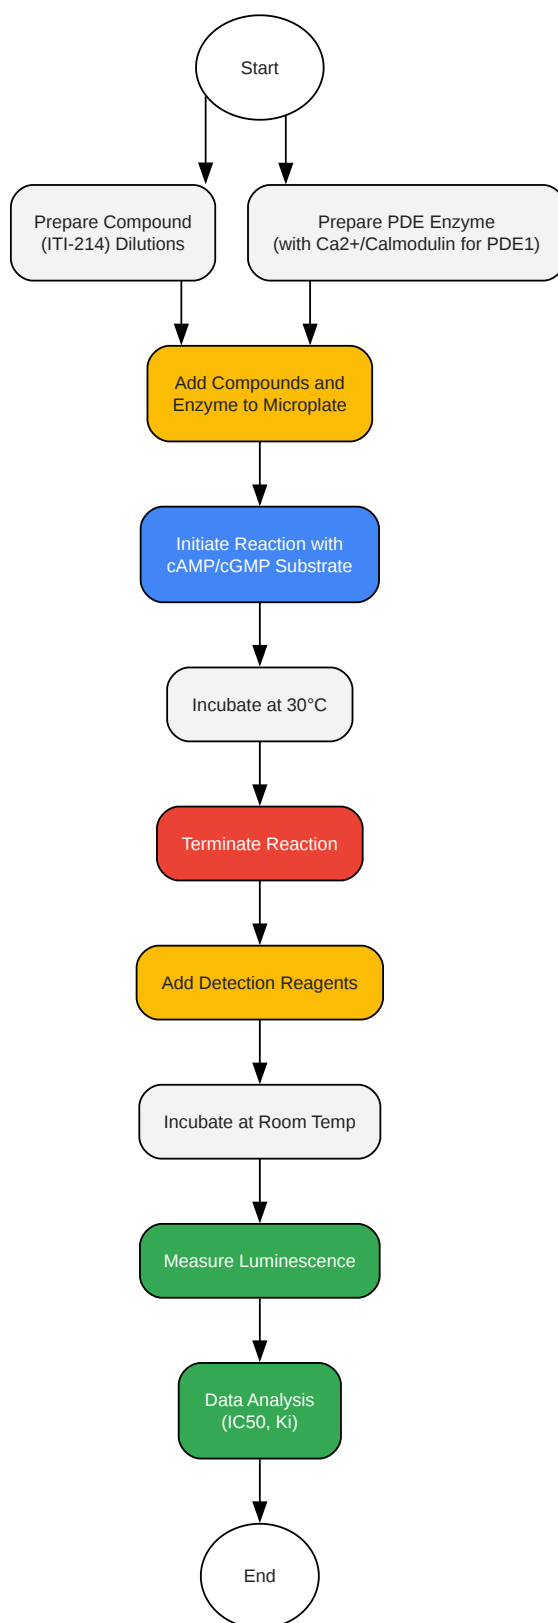 Start
Prepare Compound
(ITI-214) Dilutions
Prepare PDE Enzyme
(with Ca2+/Calmodulin for PDE1)
Add Compounds and
Enzyme to Microplate
Initiate Reaction with
cAMP/cGMP Substrate
Incubate at 30°C
Terminate Reaction
Add Detection Reagents
Incubate at Room Temp
Measure Luminescence
Data Analysis
(IC50, Ki)
End